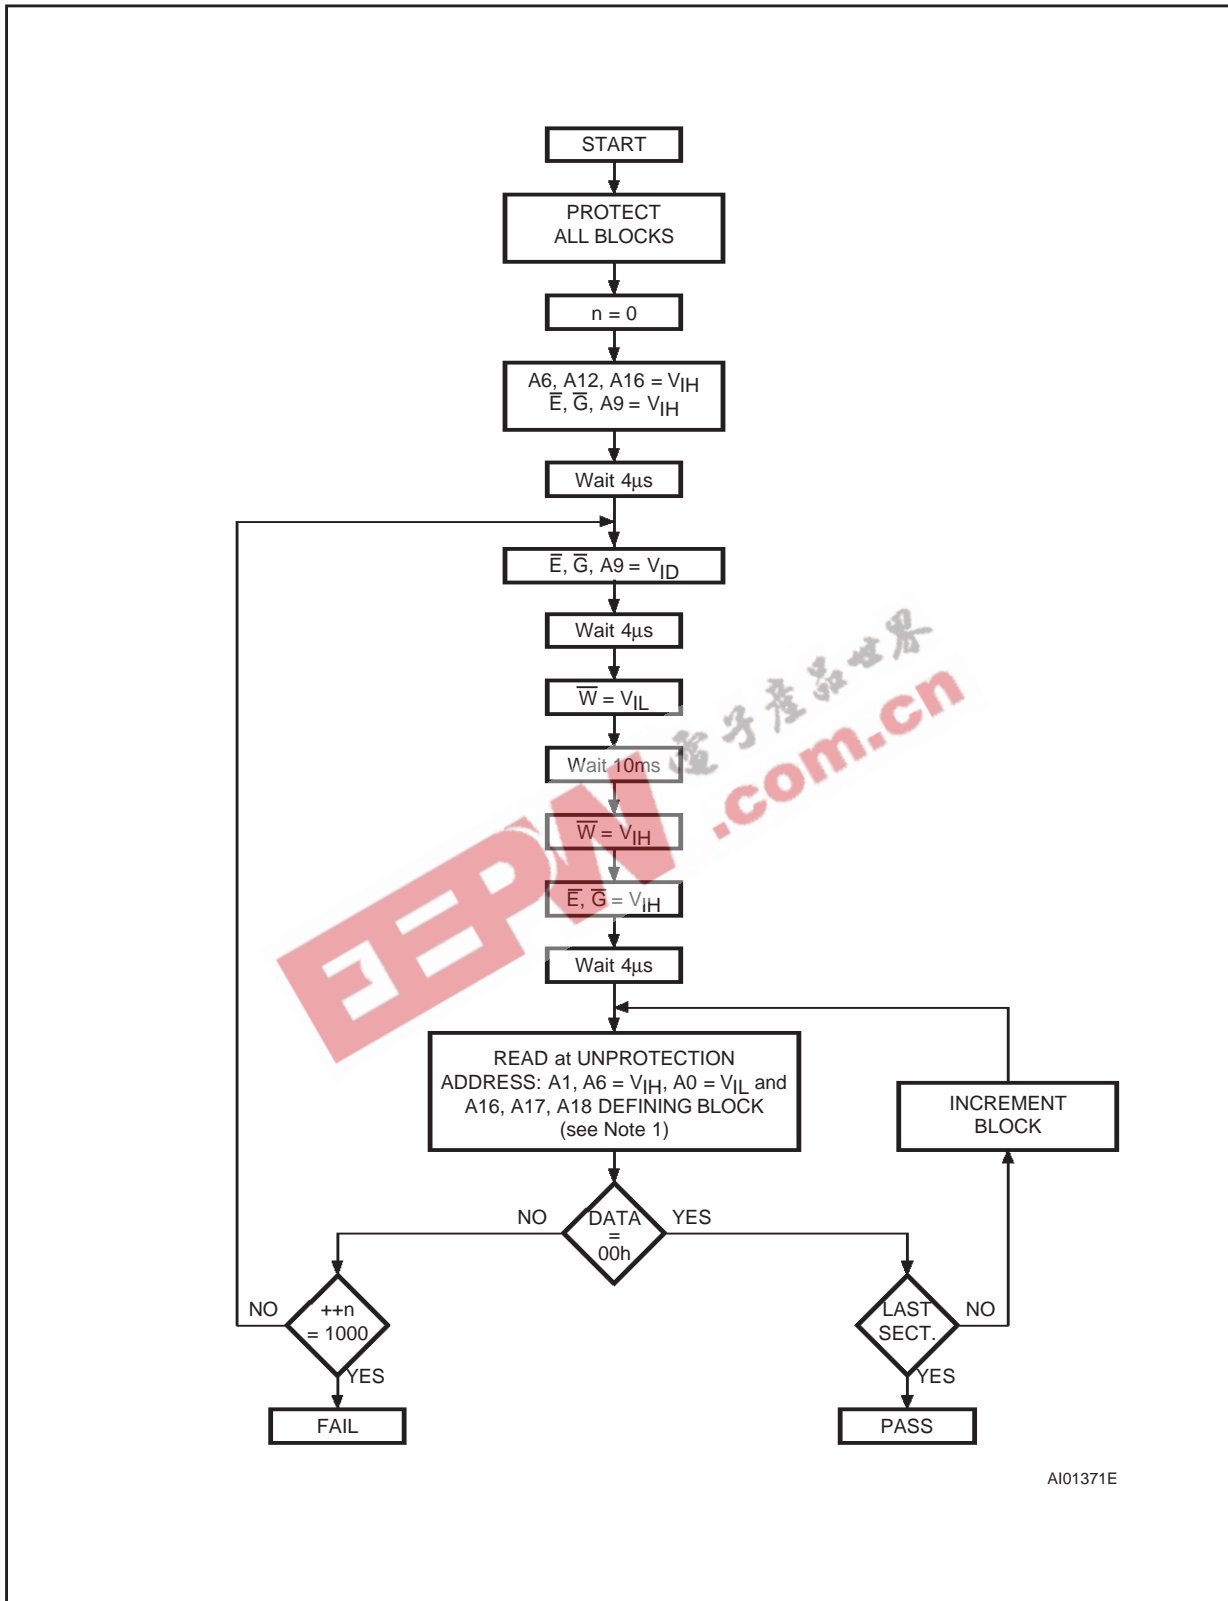 START
PROTECT
ALL BLOCKS
n = 0
A6, A12, A16 = VIH
E̅, G̅, A9 = VIH
Wait 4µs
E̅, G̅, A9 = VID
Wait 4µs
W̅ = VIL
Wait 10ms
W̅ = VIH
E̅, G̅ = VIH
Wait 4µs
READ at UNPROTECTION
ADDRESS: A1, A6 = VIH, A0 = VIL and
A16, A17, A18 DEFINING BLOCK
(see Note 1)
INCREMENT
BLOCK
NO
DATA
=
00h
YES
NO
++n
= 1000
YES
FAIL
LAST
SECT.
NO
YES
PASS
AI01371E
EEPW
電子產品世界
.com.cn